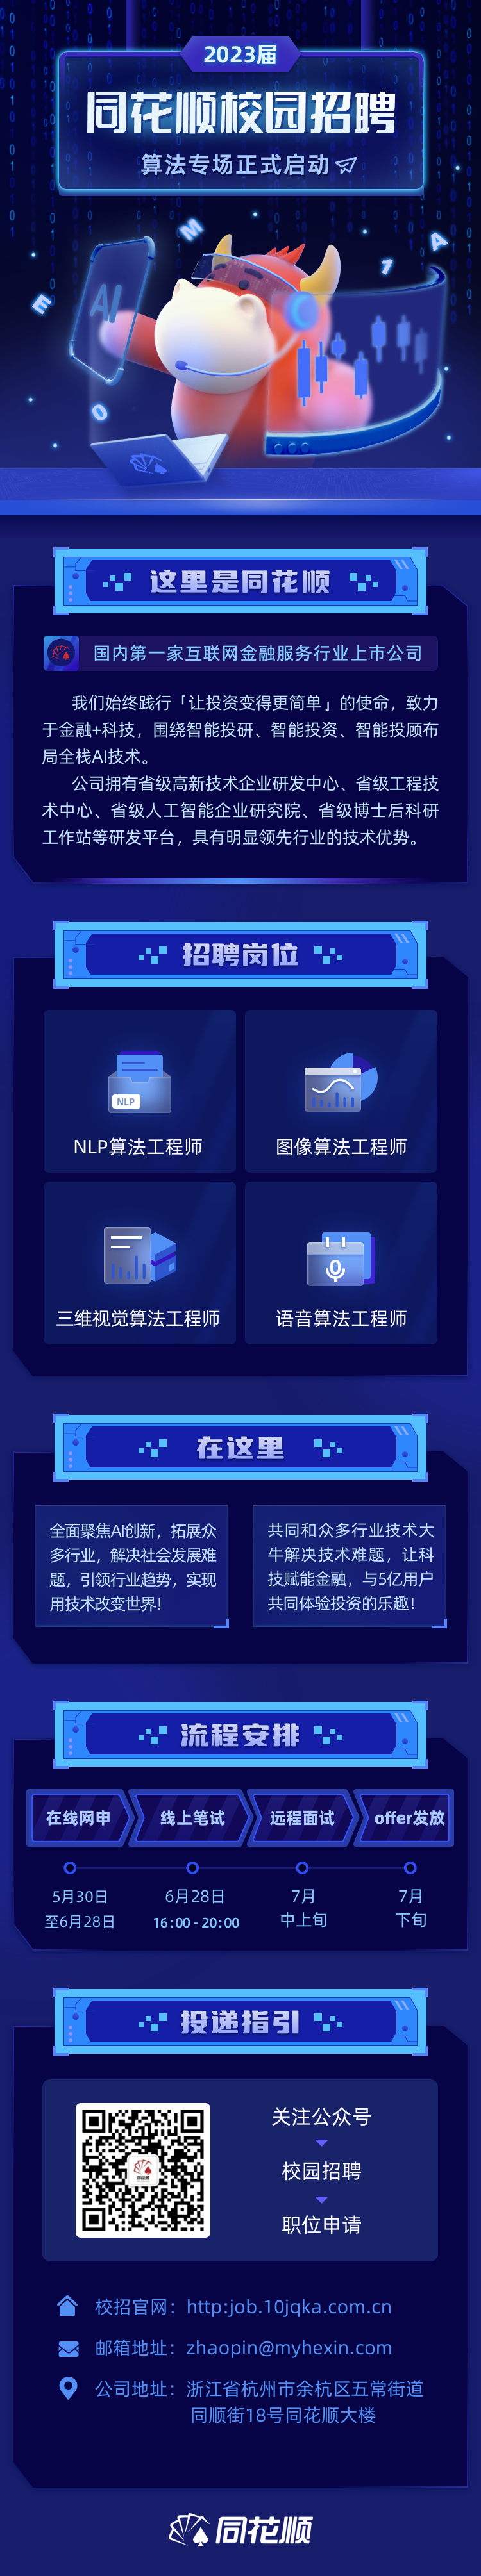 2023届
同花顺校园招聘
算法专场正式启动
M
A
1
E
AI
O
这里是同花顺
国内第一家互联网金融服务行业上市公司
我们始终践行「让投资变得更简单」的使命，致力
于金融+科技，围绕智能投研、智能投资、智能投顾布
局全栈AI技术。
公司拥有省级高新技术企业研发中心、省级工程技
术中心、省级人工智能企业研究院、省级博士后科研
工作站等研发平台，具有明显领先行业的技术优势。
招聘岗位
NLP
NLP算法工程师
图像算法工程师
三维视觉算法工程师
语音算法工程师
在这里
全面聚焦AI创新，拓展众
多行业，解决社会发展难
题，引领行业趋势，实现
用技术改变世界！
共同和众多行业技术大
牛解决技术难题，让科
技赋能金融，与5亿用户
共同体验投资的乐趣！
流程安排
在线网申
线上笔试
远程面试
offer发放
5月30日
至6月28日
6月28日
16:00-20:00
7月
中上旬
7月
下旬
投递指引
关注公众号
校园招聘
职位申请
校招官网：http:job.10jqka.com.cn
邮箱地址：zhaopin@myhexin.com
公司地址：浙江省杭州市余杭区五常街道
同顺街18号同花顺大楼
同花顺